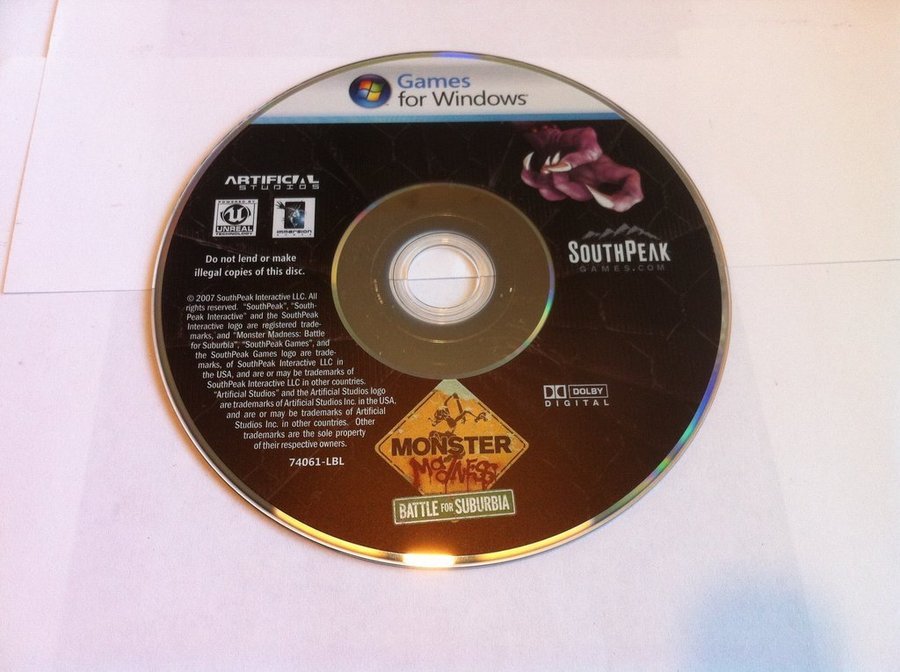 Games
for Windows
ARTIFICIAL
STUDIOS
POWERED BY
UNREAL
TECHNOLOGY
immersion
SOUTHPEAK
GAMES.COM
Do not lend or make
illegal copies of this disc.
© 2007 SouthPeak Interactive LLC. All
rights reserved. "SouthPeak", "South-
Peak Interactive" and the SouthPeak
Interactive logo are registered trade-
marks, and "Monster Madness: Battle
for Suburbia", "SouthPeak Games", and
the SouthPeak Games logo are trade-
marks, of SouthPeak Interactive LLC in
the USA, and are or may be trademarks of
SouthPeak Interactive LLC in other countries.
"Artificial Studios" and the Artificial Studios logo
are trademarks of Artificial Studios Inc. in the USA,
and are or may be trademarks of Artificial
Studios Inc. in other countries. Other
trademarks are the sole property
of their respective owners.
74061-LBL
DOLBY
DIGITAL
MONSTER
MADNESS
BATTLE FOR SUBURBIA